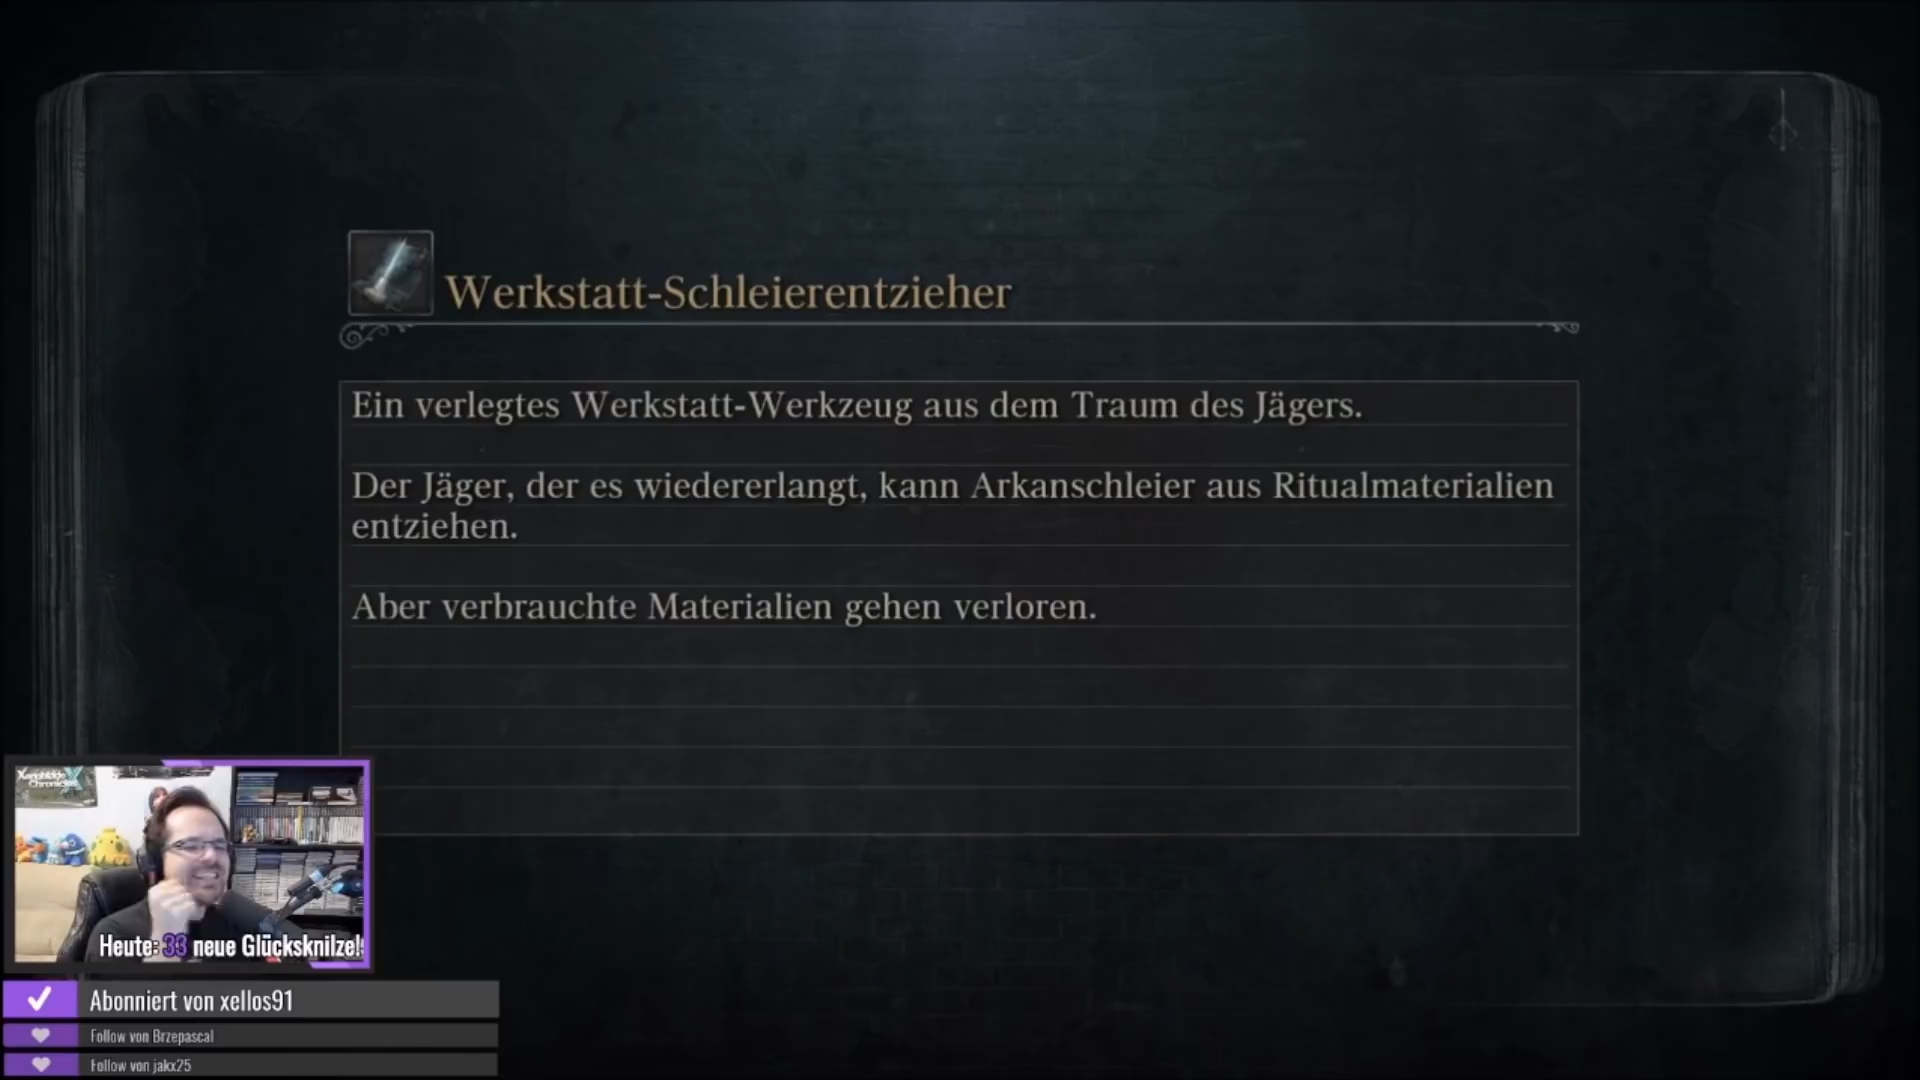 Werkstatt-Schleierentzieher
Ein verlegtes Werkstatt-Werkzeug aus dem Traum des Jägers.
Der Jäger, der es wiedererlangt, kann Arkanschleier aus Ritualmaterialien
entziehen.
Aber verbrauchte Materialien gehen verloren.
Xenoblade
Chronicles X
Heute: 33 neue Glücksknilze!
Abonniert von xellos91
Follow von Brzepascal
Follow von jakx25